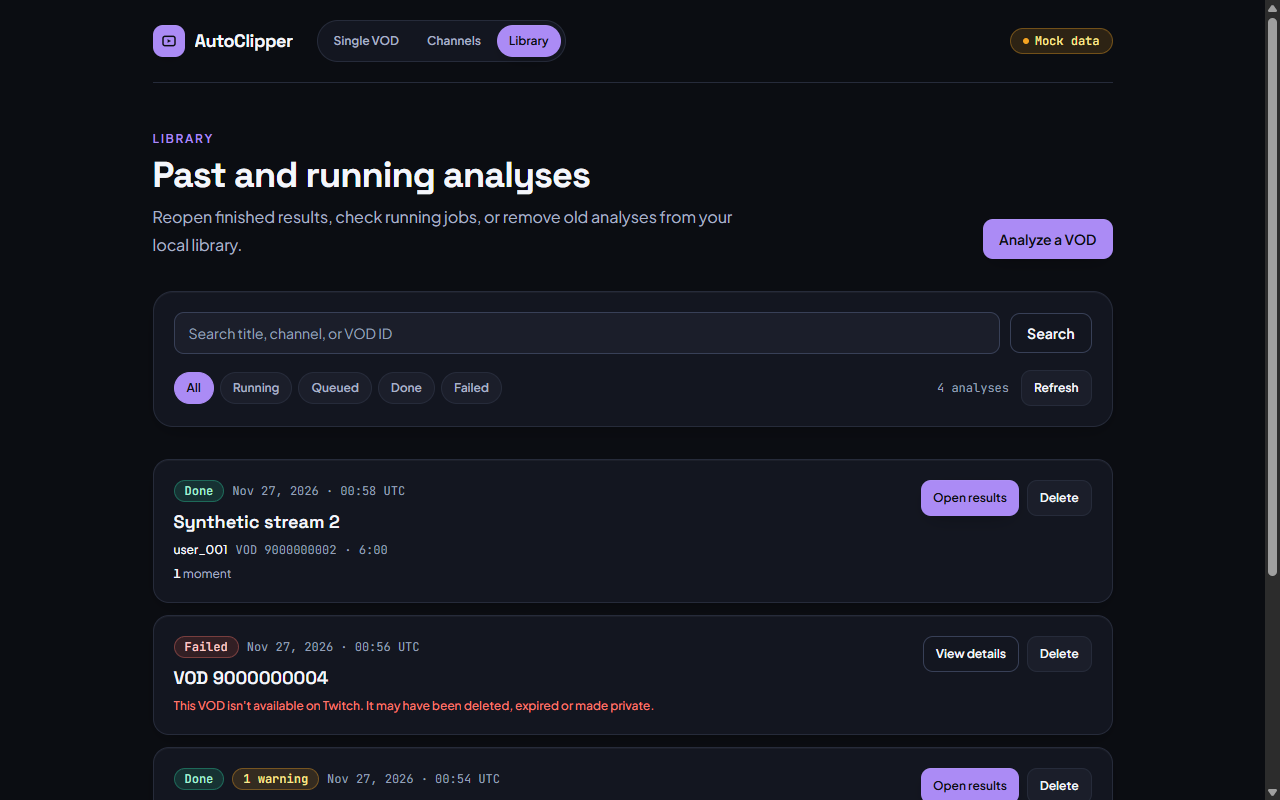 AutoClipper
Single VOD
Channels
Library
Mock data
LIBRARY
Past and running analyses
Reopen finished results, check running jobs, or remove old analyses from your
local library.
Analyze a VOD
Search title, channel, or VOD ID
Search
All
Running
Queued
Done
Failed
4 analyses
Refresh
Done Nov 27, 2026 · 00:58 UTC
Open results
Delete
Synthetic stream 2
user_001 VOD 9000000002 · 6:00
1 moment
Failed Nov 27, 2026 · 00:56 UTC
View details
Delete
VOD 9000000004
This VOD isn't available on Twitch. It may have been deleted, expired or made private.
Done 1 warning Nov 27, 2026 · 00:54 UTC
Open results
Delete